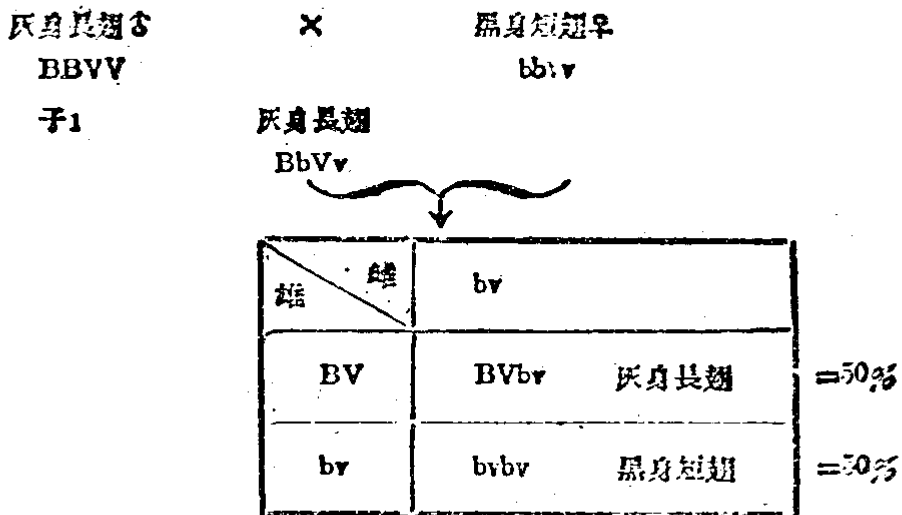 灰身長翅♂ × 黑身短翅♀
BBVV bbvv
子1 灰身長翅
BbVv
雄 雌 bv
BV BVbv 灰身長翅 =50%
bv bvbv 黑身短翅 =50%